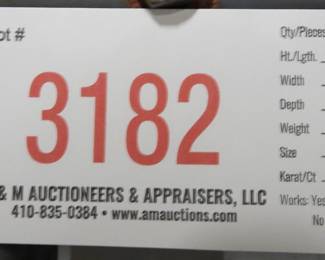 ot #
3182
& M AUCTIONEERS & APPRAISERS, LLC
410-835-0384 • www.amauctions.com
Qty/Pieces
Ht./Lgth.
Width
Depth
Weight
Size
Karat/Ct
Works: Yes
No